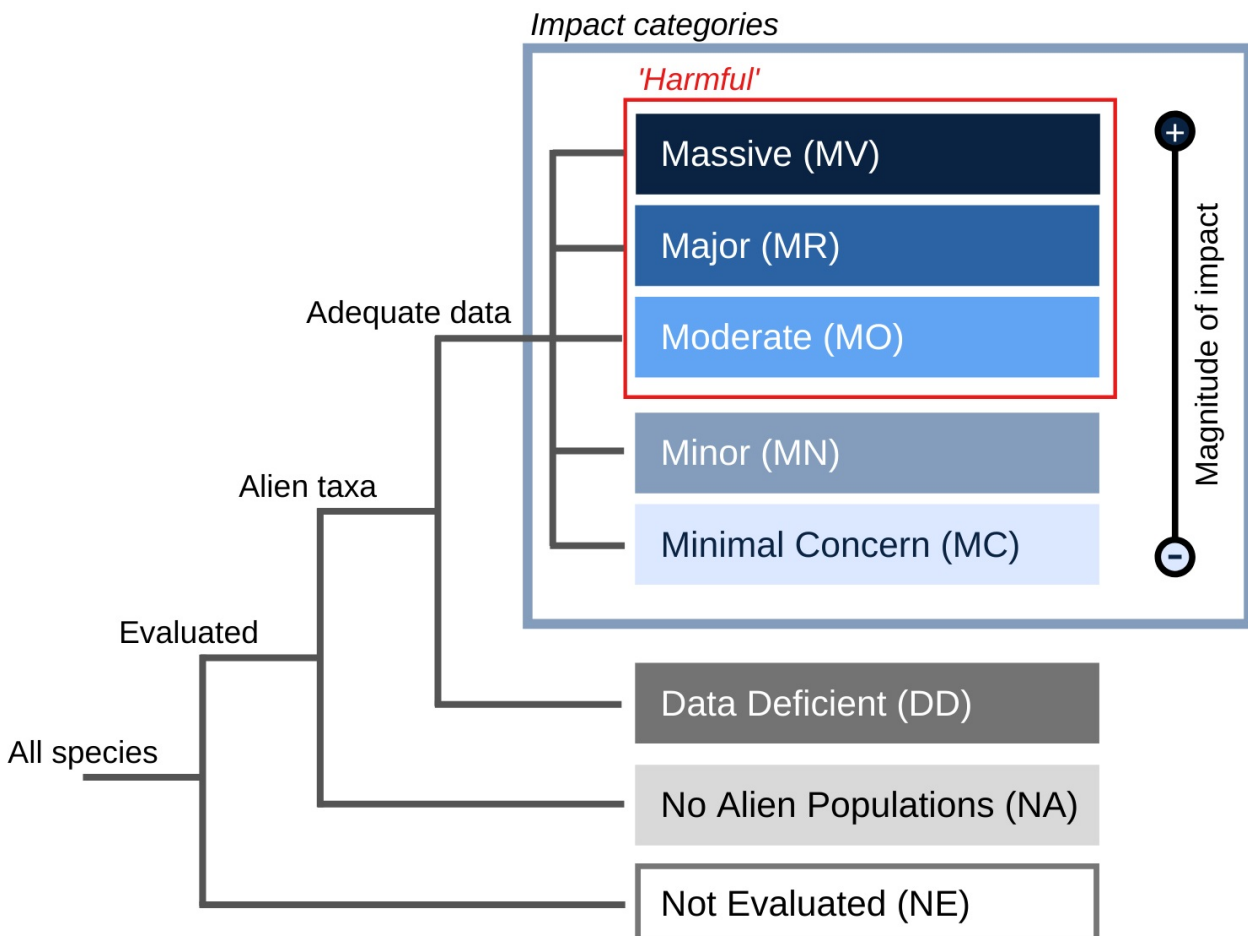 Impact categories
'Harmful'
Massive (MV)
Major (MR)
Moderate (MO)
Minor (MN)
Minimal Concern (MC)
+
Magnitude of impact
-
Adequate data
Alien taxa
Evaluated
All species
Data Deficient (DD)
No Alien Populations (NA)
Not Evaluated (NE)